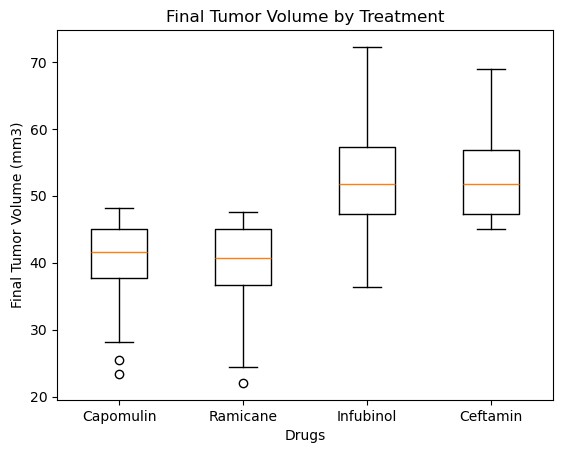 Final Tumor Volume by Treatment
Final Tumor Volume (mm3)
70
60
50
40
30
20
Capomulin Ramicane Infubinol Ceftamin
Drugs